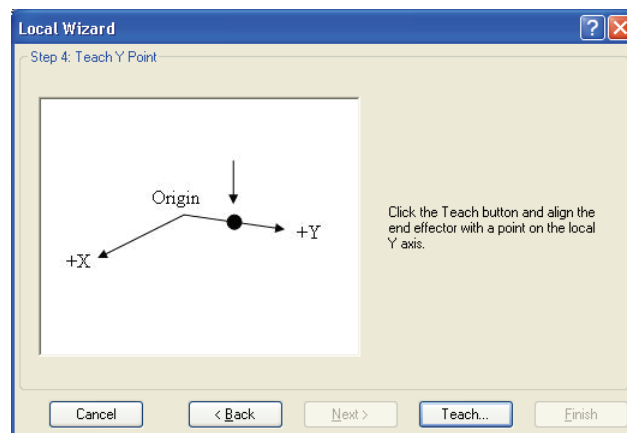 Local Wizard
Step 4: Teach Y Point
Origin
+Y
+X
Click the Teach button and align the
end effector with a point on the local
Y axis.
Cancel
< Back
Next >
Teach...
Finish